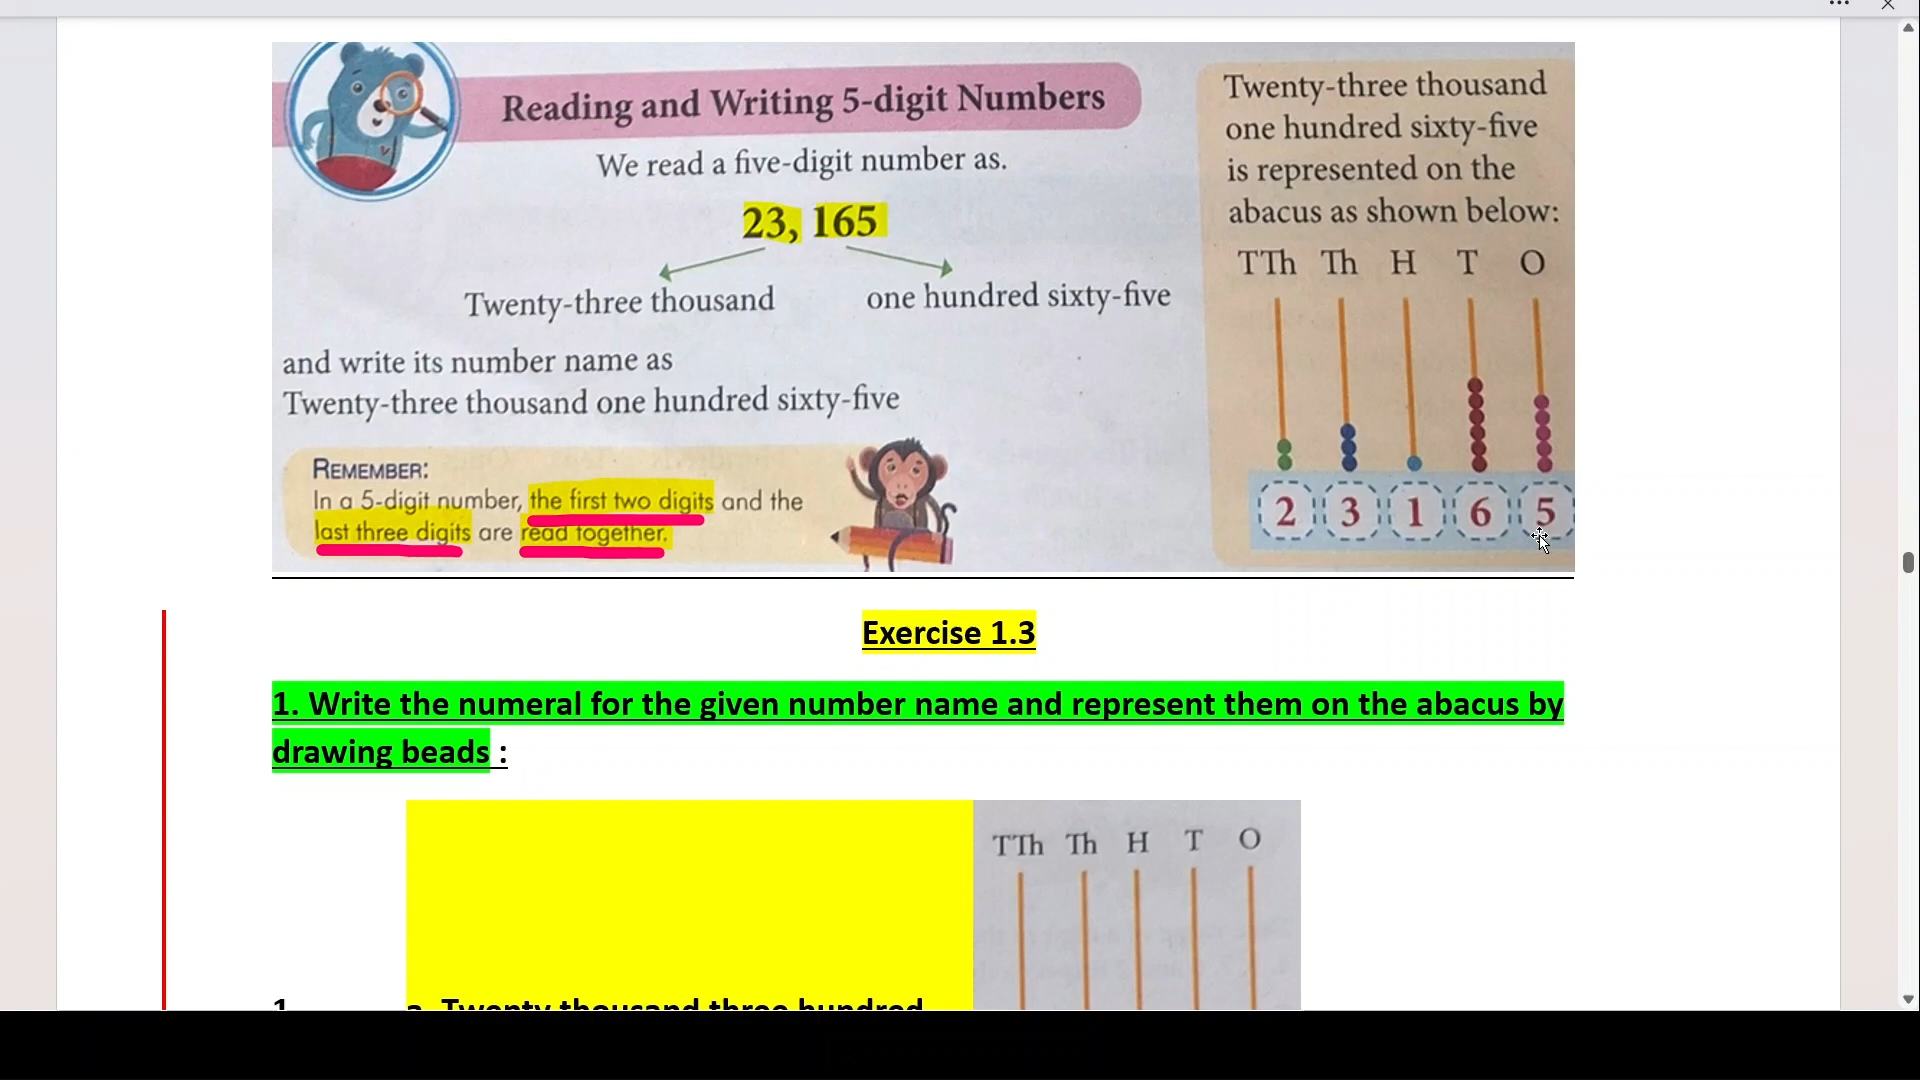 Reading and Writing 5-digit Numbers
We read a five-digit number as.
23, 165
Twenty-three thousand one hundred sixty-five
and write its number name as
Twenty-three thousand one hundred sixty-five
REMEMBER:
In a 5-digit number, the first two digits and the
last three digits are read together.
Twenty-three thousand
one hundred sixty-five
is represented on the
abacus as shown below:
TTh Th H T O
2 3 1 6 5
Exercise 1.3
1. Write the numeral for the given number name and represent them on the abacus by
drawing beads :
TTh Th H T O
1 a. Twenty thousand three hundred